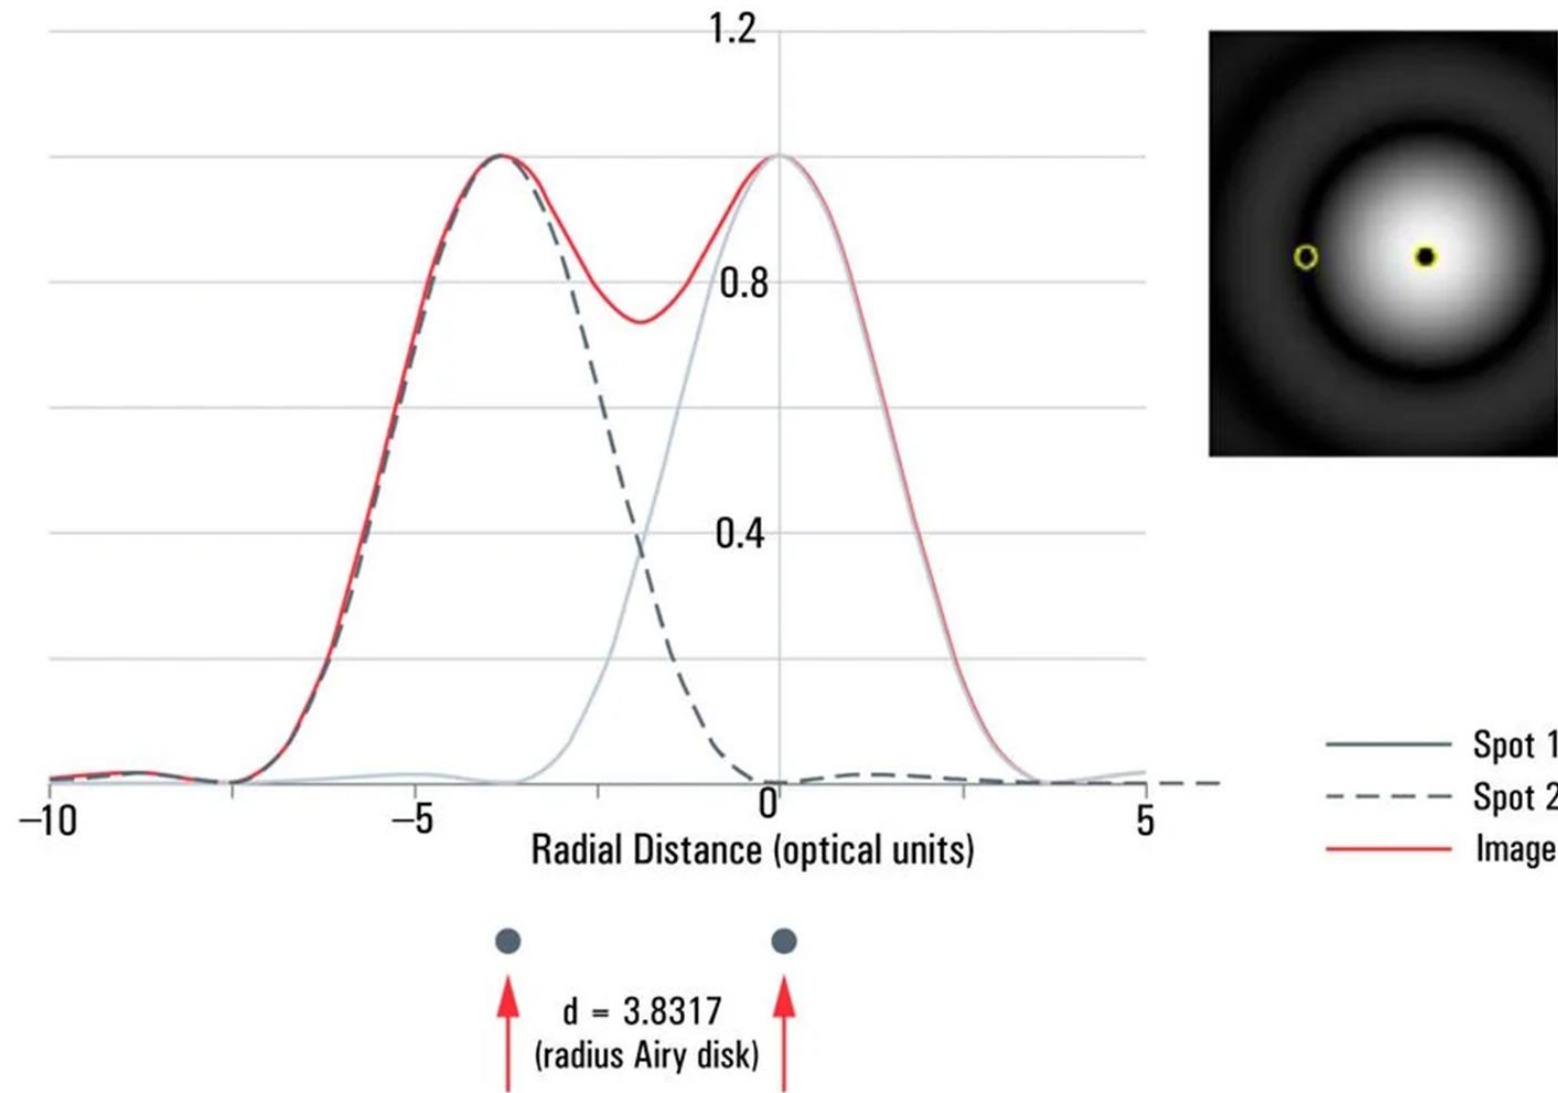 1.2
0.8
0.4
−10
−5
0
5
Radial Distance (optical units)
Spot 1
Spot 2
Image
d = 3.8317
(radius Airy disk)